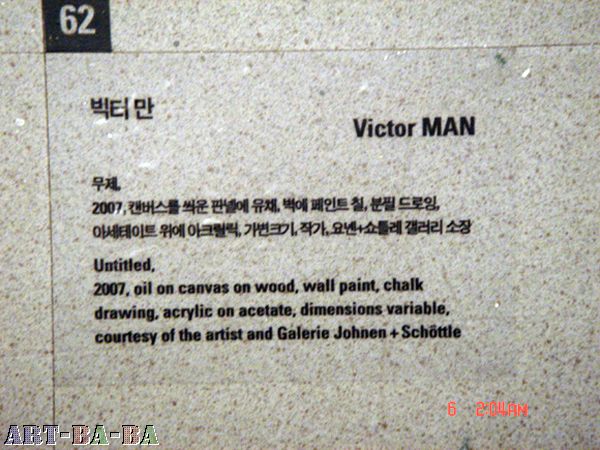 62
빅터 만
Victor MAN
무제,
2007, 캔버스를 씌운 판넬에 유채, 벽에 페인트 칠, 분필 드로잉,
아세테이트 위에 아크릴릭, 가변크기, 작가, 요넨+쇼틀레 갤러리 소장
Untitled,
2007, oil on canvas on wood, wall paint, chalk
drawing, acrylic on acetate, dimensions variable,
courtesy of the artist and Galerie Johnen + Schöttle
6 2:04AM
ART-BA-BA